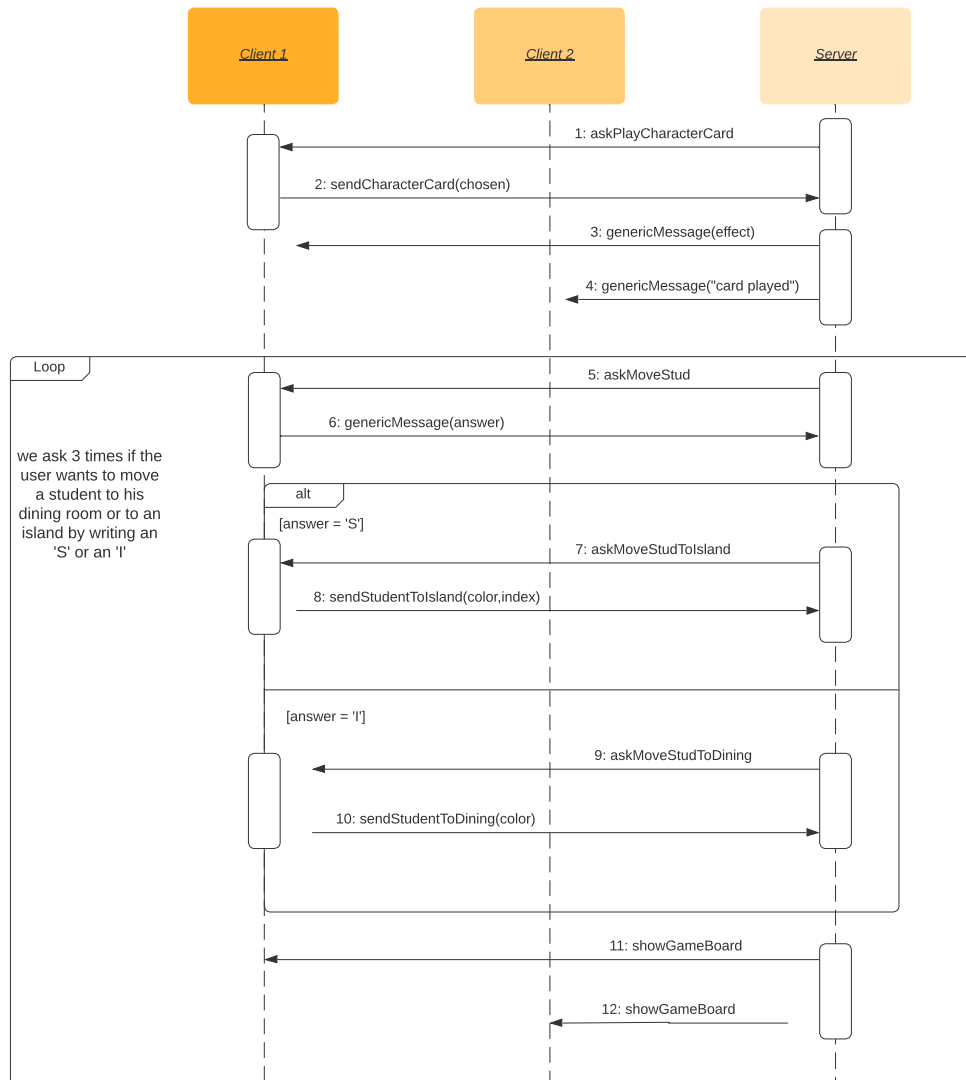 Client 1
Client 2
Server
1: askPlayCharacterCard
2: sendCharacterCard(chosen)
3: genericMessage(effect)
4: genericMessage("card played")
Loop
5: askMoveStud
6: genericMessage(answer)
we ask 3 times if the
user wants to move
a student to his
dining room or to an
island by writing an
'S' or an 'I'
alt
[answer = 'S']
7: askMoveStudToIsland
8: sendStudentToIsland(color,index)
[answer = 'I']
9: askMoveStudToDining
10: sendStudentToDining(color)
11: showGameBoard
12: showGameBoard